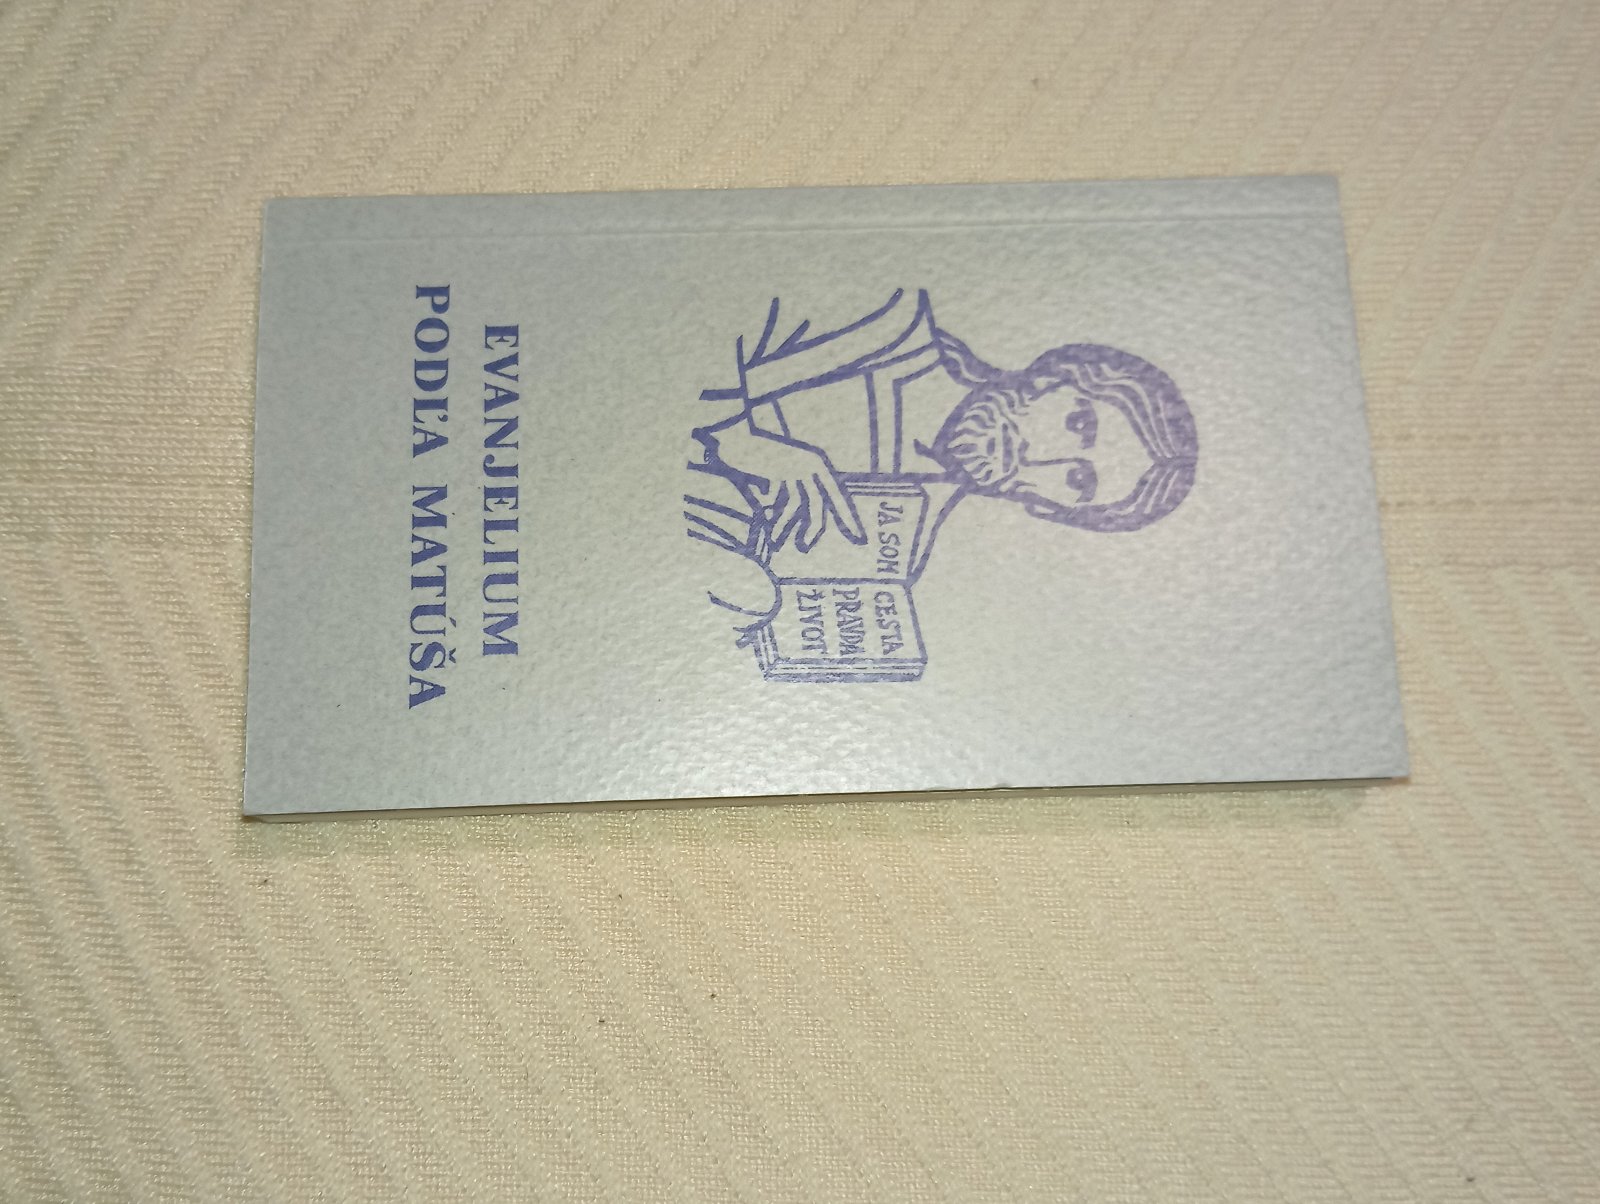 JA SOM
CESTA
PRAVDA
ŽIVOT
EVANJELIUM
PODĽA MATÚŠA